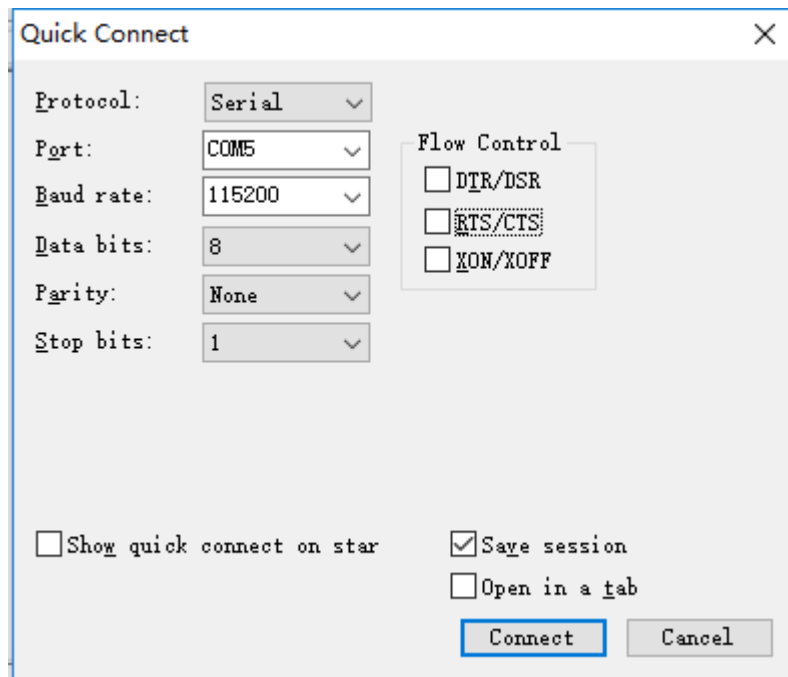 Quick Connect
Protocol: Serial
Port: COM5
Flow Control
DTR/DSR
Baud rate: 115200
RTS/CTS
Data bits: 8
XON/XOFF
Parity: None
Stop bits: 1
Show quick connect on star
Save session
Open in a tab
Connect
Cancel